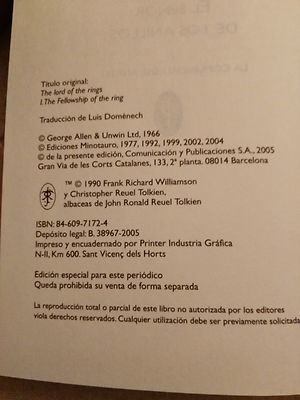 Título original:
The lord of the rings
I. The Fellowship of the ring
Traducción de Luis Doménech
© George Allen & Unwin Ltd, 1966
© Ediciones Minotauro, 1977, 1992, 1999, 2002, 2004
© de la presente edición, Comunicación y Publicaciones S.A., 2005
Gran Via de les Corts Catalanes, 133, 2ª planta. 08014 Barcelona
™ © 1990 Frank Richard Williamson
y Christopher Reuel Tolkien,
albaceas de John Ronald Reuel Tolkien
ISBN: 84-609-7172-4
Depósito legal: B. 38967-2005
Impreso y encuadernado por Printer Industria Gráfica
N-II, Km 600. Sant Vicenç dels Horts
Edición especial para este periódico
Queda prohibida su venta de forma separada
La reproducción total o parcial de este libro no autorizada por los editores
viola derechos reservados. Cualquier utilización debe ser previamente solicitada